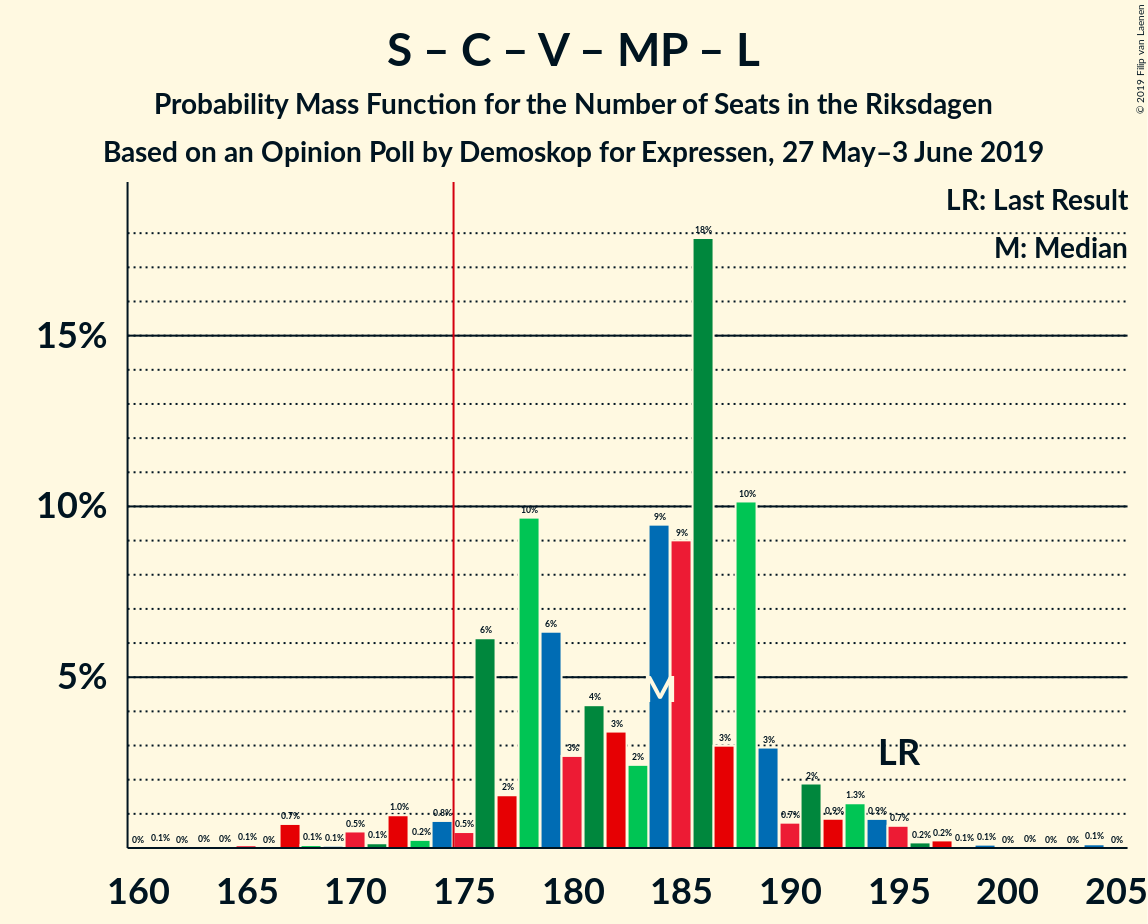 S – C – V – MP – L
Probability Mass Function for the Number of Seats in the Riksdagen
Based on an Opinion Poll by Demoskop for Expressen, 27 May–3 June 2019
© 2019 Filip van Laenen
LR: Last Result
M: Median
15%
10%
5%
0% 0.1% 0% 0% 0% 0.1% 0% 0.7% 0.1% 0.1% 0.5% 0.1% 1.0% 0.2% 0.8% 0.5% 6% 2% 10% 6% 3% 4% 3% 2% 9% 9% 18% 3% 10% 3% 0.7% 2% 0.9% 1.3% 0.9% 0.7% 0.2% 0.2% 0.1% 0.1% 0% 0% 0% 0% 0.1% 0%
M
LR
160 165 170 175 180 185 190 195 200 205